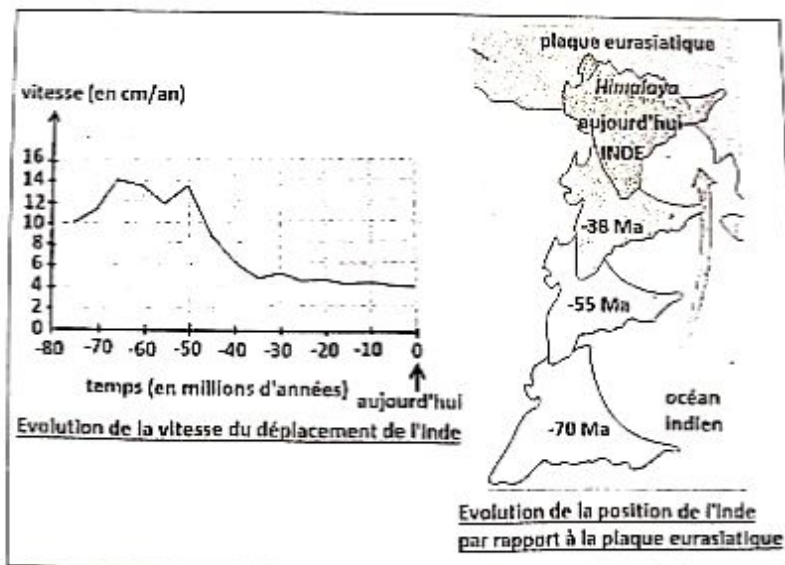 vitesse (en cm/an)
16
14
12
10
8
6
4
2
0
-80 -70 -60 -50 -40 -30 -20 -10 0
temps (en millions d'années)
aujourd'hui
Evolution de la vitesse du déplacement de l'Inde
plaque eurasiatique
Himalaya
aujourd'hui
INDE
-38 Ma
-55 Ma
-70 Ma
océan
indien
Evolution de la position de l'Inde
par rapport à la plaque eurasiatique